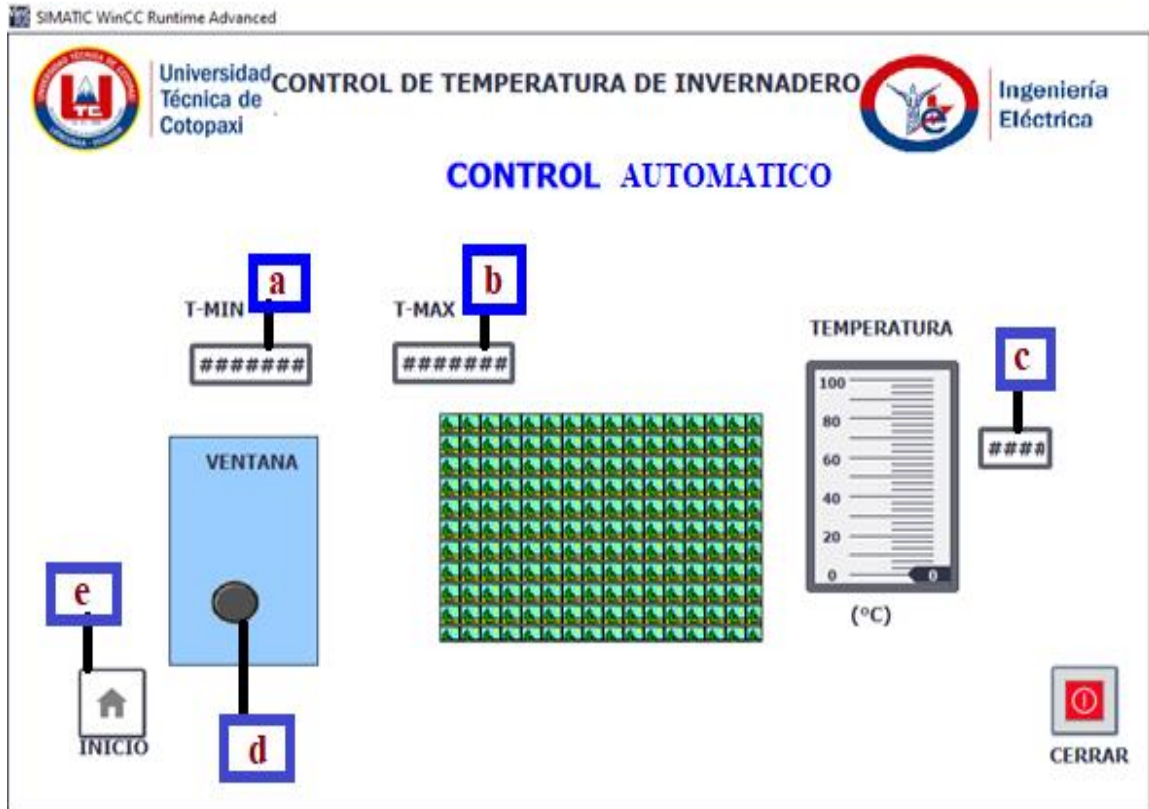 SIMATIC WinCC Runtime Advanced
Universidad
Técnica de
Cotopaxi
CONTROL DE TEMPERATURA DE INVERNADERO
Ingeniería
Eléctrica
CONTROL AUTOMATICO
a
b
T-MIN
T-MAX
#######
#######
TEMPERATURA
c
####
100
80
60
40
20
0
0
(°C)
VENTANA
e
d
INICIO
CERRAR